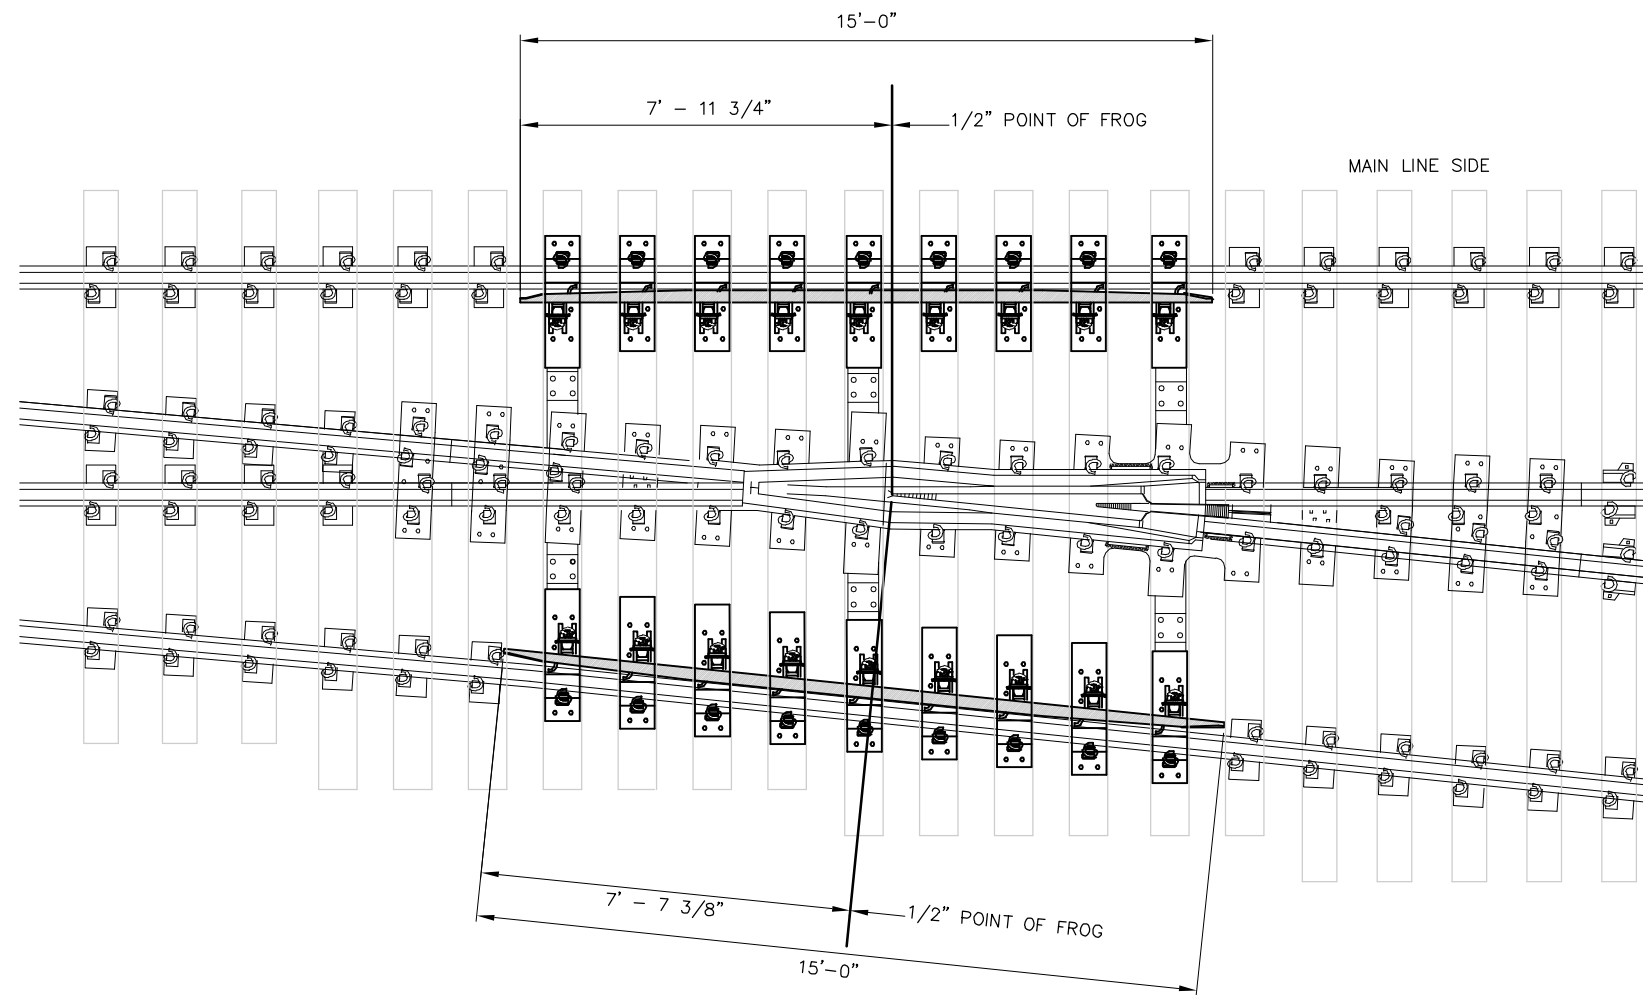 15'-0"
7' - 11 3/4"
1/2" POINT OF FROG
MAIN LINE SIDE
7' - 7 3/8"
1/2" POINT OF FROG
15'-0"